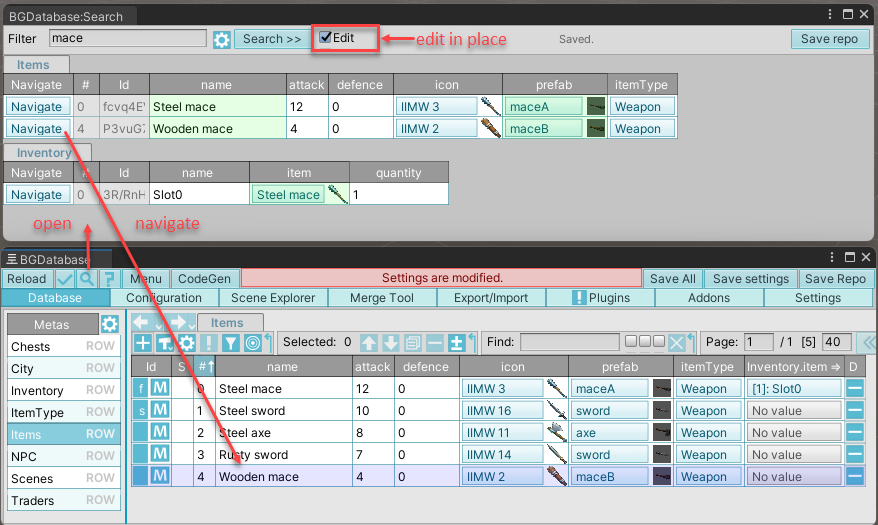 BGDatabase:Search
Filter mace Search >> Edit edit in place Saved. Save repo
Items
Navigate # Id name attack defence icon prefab itemType
Navigate 0 fcvq4EV Steel mace 12 0 IIMW 3 maceA Weapon
Navigate 4 P3vuG7 Wooden mace 4 0 IIMW 2 maceB Weapon
Inventory
Navigate # Id name item quantity
Navigate 0 3R/RnH Slot0 Steel mace 1
open navigate
BGDatabase
Reload ? Menu CodeGen Settings are modified. Save All Save settings Save Repo
Database Configuration Scene Explorer Merge Tool Export/Import Plugins Addons Settings
Metas Items
Selected: 0 Find: Page: 1 / 1 [5] 40
Chests ROW
City ROW
Inventory ROW
ItemType ROW
Items ROW
NPC ROW
Scenes ROW
Traders ROW
Id S #↑ name attack defence icon prefab itemType Inventory.item ⇒ D
f M 0 Steel mace 12 0 IIMW 3 maceA Weapon [1]: Slot0
s M 1 Steel sword 10 0 IIMW 16 sword Weapon No value
M 2 Steel axe 8 0 IIMW 11 axe Weapon No value
M 3 Rusty sword 7 0 IIMW 14 sword Weapon No value
M 4 Wooden mace 4 0 IIMW 2 maceB Weapon No value